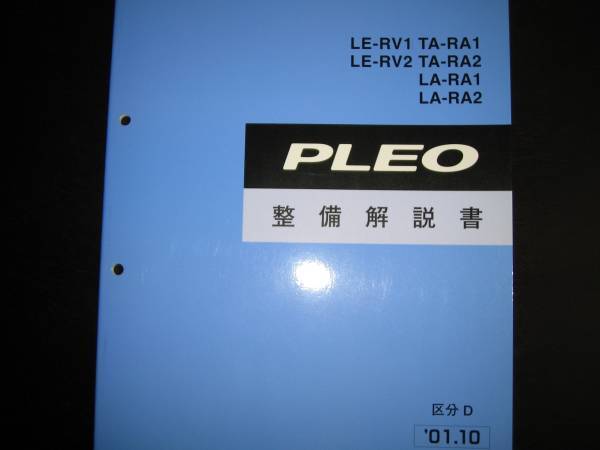 LE-RV1 TA-RA1
LE-RV2 TA-RA2
LA-RA1
LA-RA2
PLEO
整備解説書
区分 D
'01.10